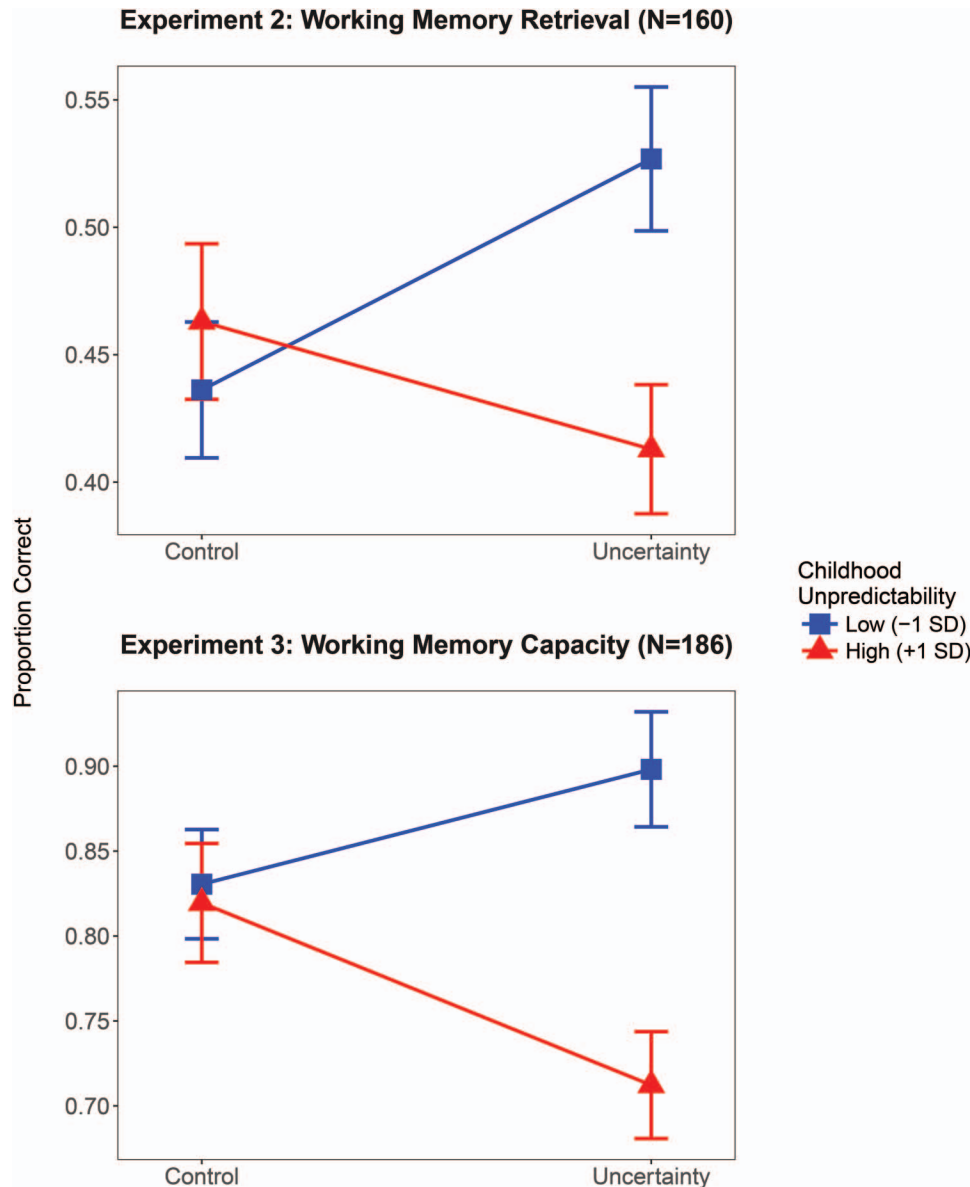 Experiment 2: Working Memory Retrieval (N=160)
0.55
0.50
0.45
0.40
Control
Uncertainty
Proportion Correct
Childhood
Unpredictability
Low (−1 SD)
High (+1 SD)
Experiment 3: Working Memory Capacity (N=186)
0.90
0.85
0.80
0.75
0.70
Control
Uncertainty